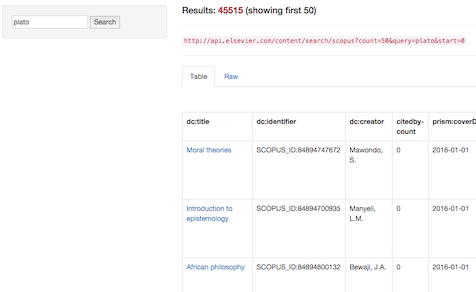 plato
Search
Results: 45515 (showing first 50)
http://api.elsevier.com/content/search/scopus?count=50&query=plato&start=0
Table Raw
dc:title dc:identifier dc:creator citedby-count prism:coverD
Moral theories SCOPUS_ID:84894747672 Mawondo, S. 0 2016-01-01
Introduction to epistemology SCOPUS_ID:84894700935 Manyeli, L.M. 0 2016-01-01
African philosophy SCOPUS_ID:84894800132 Bewaji, J.A. 0 2016-01-01